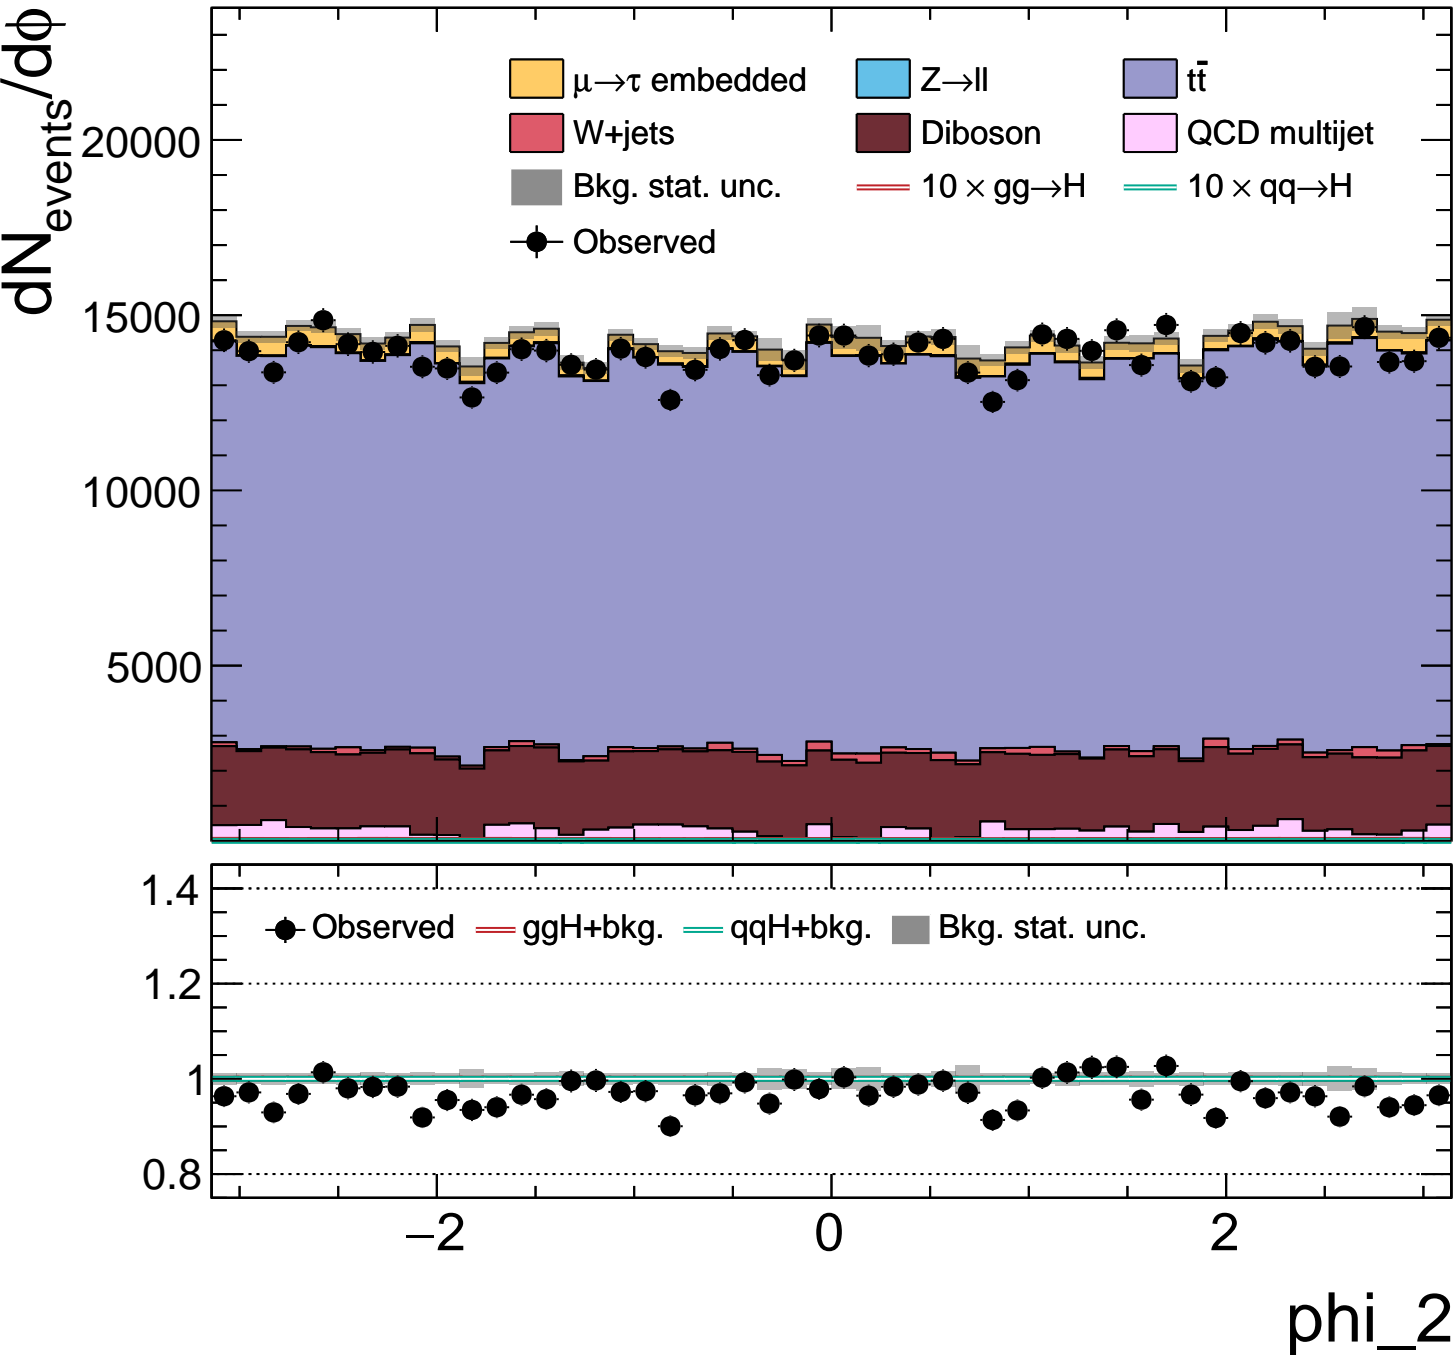 dN_events/dϕ
μ→τ embedded Z→ll tt̄
W+jets Diboson QCD multijet
Bkg. stat. unc. 10 × gg→H 10 × qq→H
Observed
20000
15000
10000
5000
1.4
Observed ggH+bkg. qqH+bkg. Bkg. stat. unc.
1.2
1
0.8
−2 0 2
phi_2